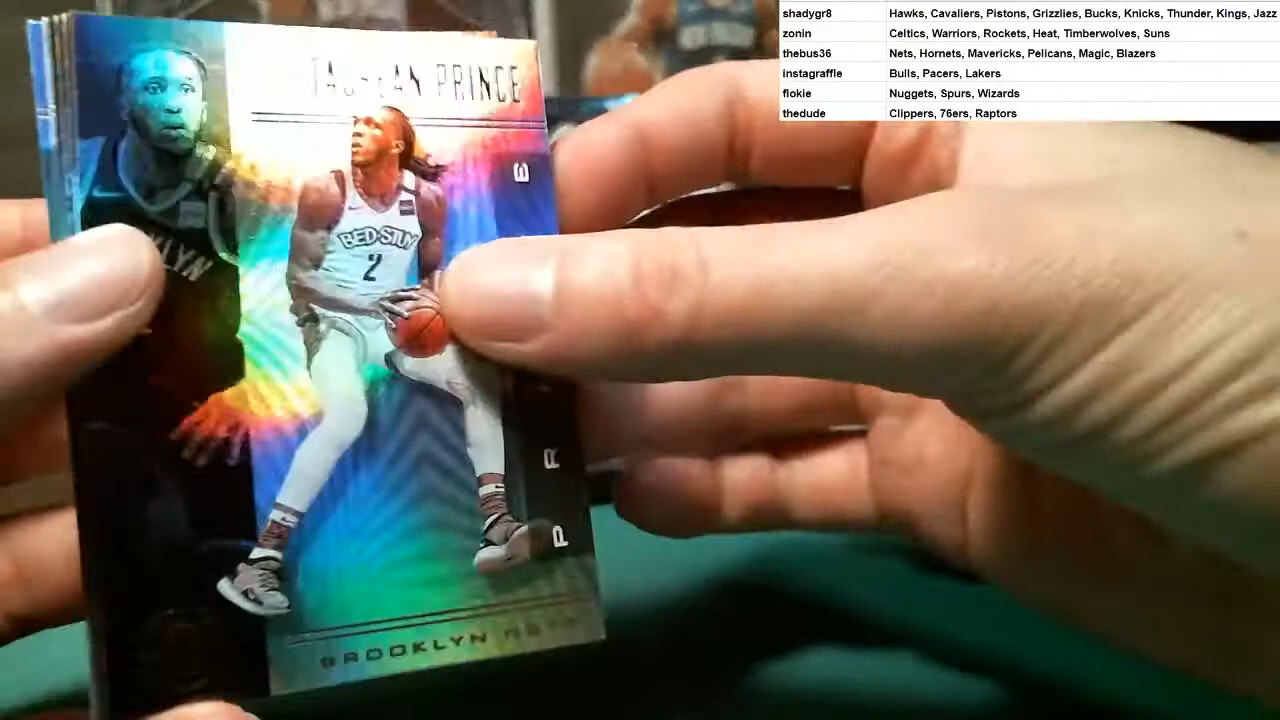 shadygr8 Hawks, Cavaliers, Pistons, Grizzlies, Bucks, Knicks, Thunder, Kings, Jazz
zonin Celtics, Warriors, Rockets, Heat, Timberwolves, Suns
thebus36 Nets, Hornets, Mavericks, Pelicans, Magic, Blazers
instagraffle Bulls, Pacers, Lakers
flokie Nuggets, Spurs, Wizards
thedude Clippers, 76ers, Raptors
PRINCE
BED-STUY
2
BROOKLYN